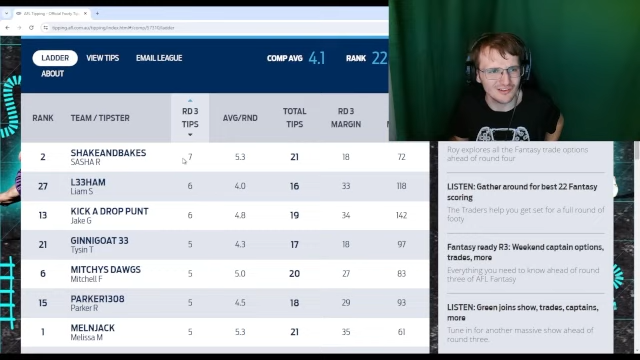 AFL Tipping - Official Footy Tip
tipping.afl.com.au/tipping/index.html#/comp/57376/ladder
LADDER
VIEW TIPS
EMAIL LEAGUE
ABOUT
COMP AVG 4.1
RANK 22
RANK
TEAM / TIPSTER
RD 3 TIPS
AVG/RND
TOTAL TIPS
RD 3 MARGIN
2 SHAKEANDBAKES 7 5.3 21 18 72
SASHA R
27 L33HAM 6 4.0 16 33 118
Liam S
13 KICK A DROP PUNT 6 4.8 19 34 142
Jake G
21 GINNIGOAT 33 5 4.3 17 18 97
Tysin T
6 MITCHYS DAWGS 5 5.0 20 27 83
Mitchell F
15 PARKER1308 5 4.5 18 29 93
Parker R
1 MELNJACK 5 5.3 21 35 61
Melissa M
Roy explores all the Fantasy trade options
ahead of round four
LISTEN: Gather around for best 22 Fantasy
scoring
The Traders help you get set for a full round of
footy
Fantasy ready R3: Weekend captain options,
trades, more
Everything you need to know ahead of round
three of AFL Fantasy
LISTEN: Green joins show, trades, captains,
more
Tune in for another massive show ahead of
round three.